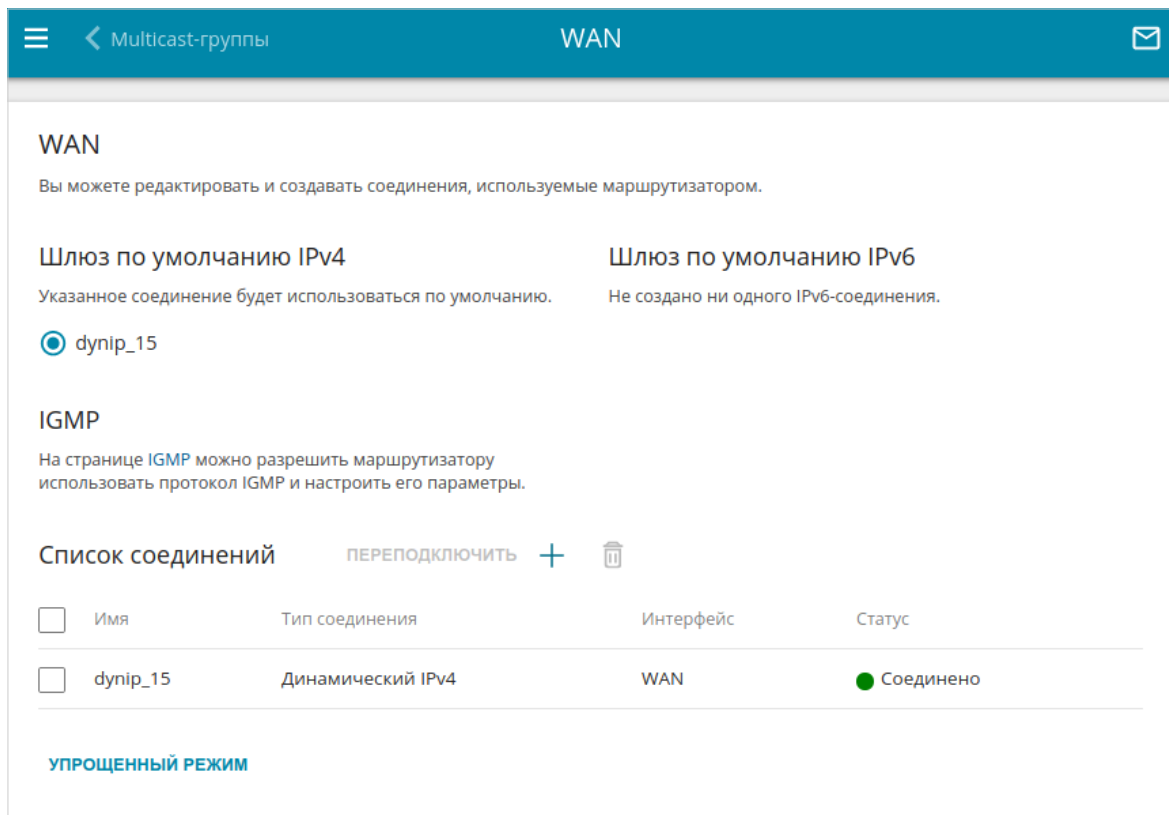 Multicast-группы
WAN
WAN
Вы можете редактировать и создавать соединения, используемые маршрутизатором.
Шлюз по умолчанию IPv4
Указанное соединение будет использоваться по умолчанию.
dynip_15
Шлюз по умолчанию IPv6
Не создано ни одного IPv6-соединения.
IGMP
На странице IGMP можно разрешить маршрутизатору
использовать протокол IGMP и настроить его параметры.
Список соединений ПЕРЕПОДКЛЮЧИТЬ
Имя Тип соединения Интерфейс Статус
dynip_15 Динамический IPv4 WAN Соединено
УПРОЩЕННЫЙ РЕЖИМ